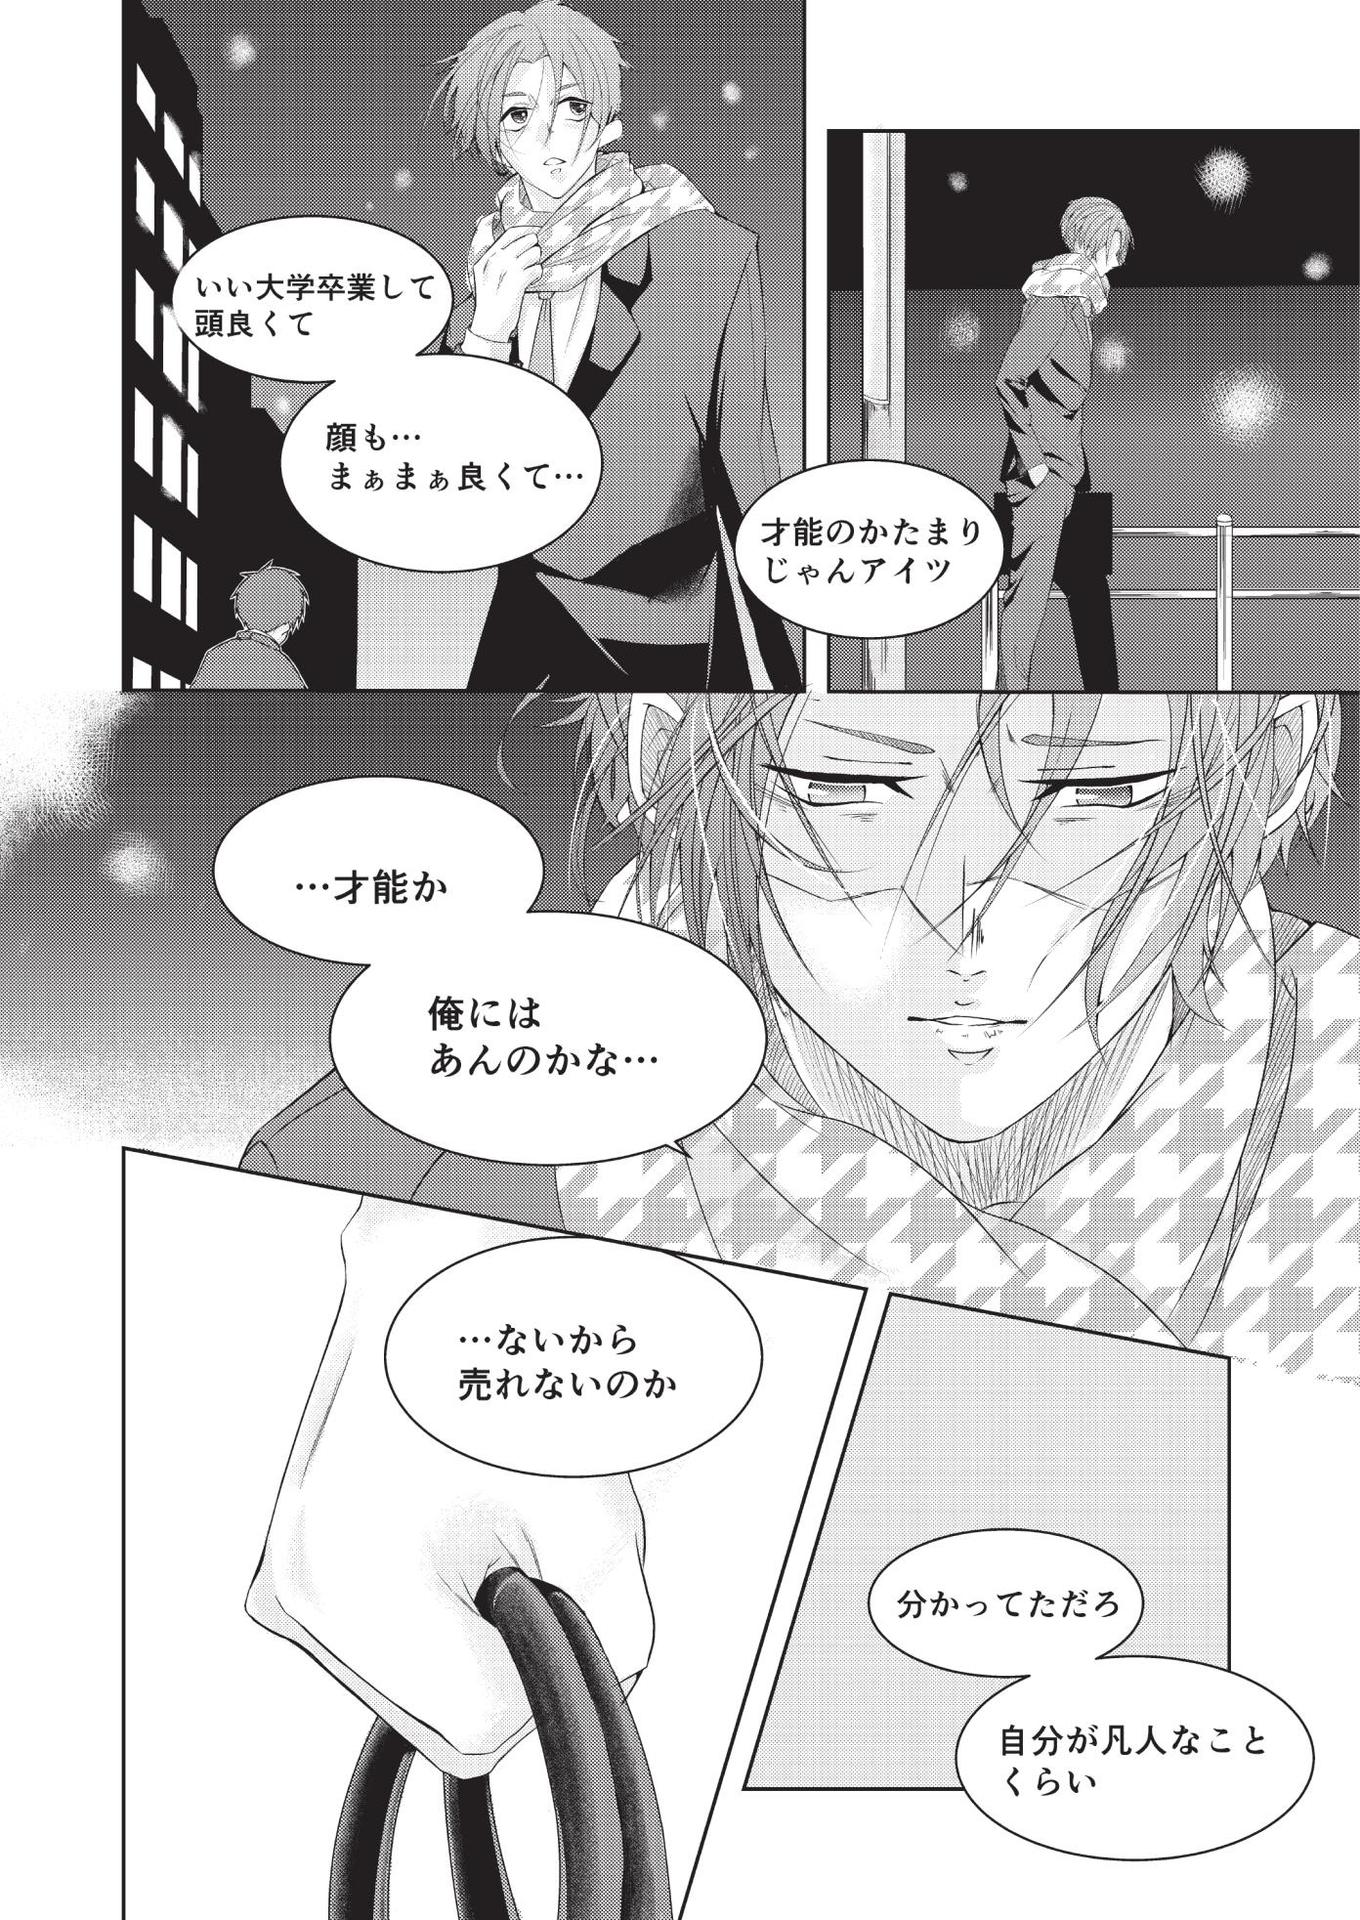 いい大学卒業して
頭良くて
顔も…
まぁまぁ良くて…
才能のかたまり
じゃんアイツ
…才能か
俺には
あんのかな…
…ないから
売れないのか
分かってただろ
自分が凡人なこと
くらい